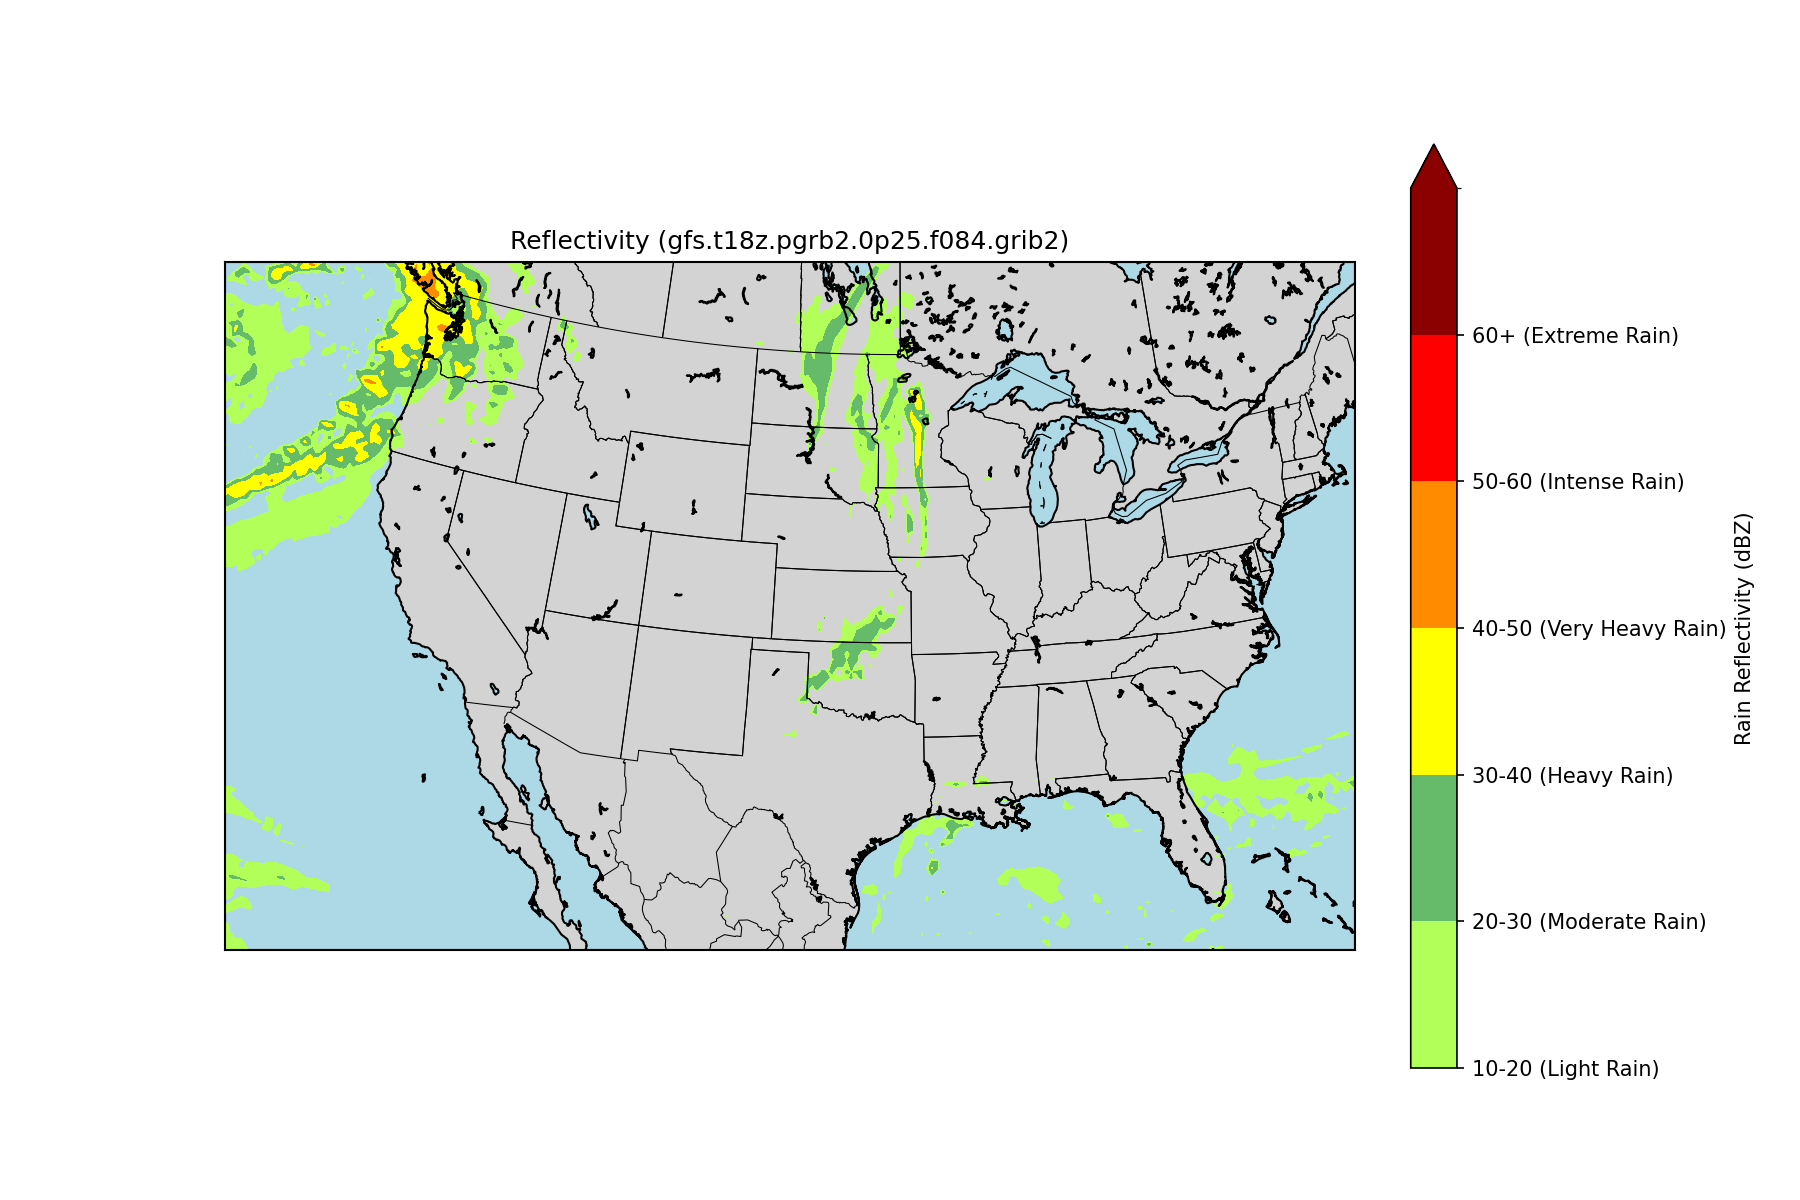 Reflectivity (gfs.t18z.pgrb2.0p25.f084.grib2)
60+ (Extreme Rain)
50-60 (Intense Rain)
40-50 (Very Heavy Rain)
30-40 (Heavy Rain)
20-30 (Moderate Rain)
10-20 (Light Rain)
Rain Reflectivity (dBZ)